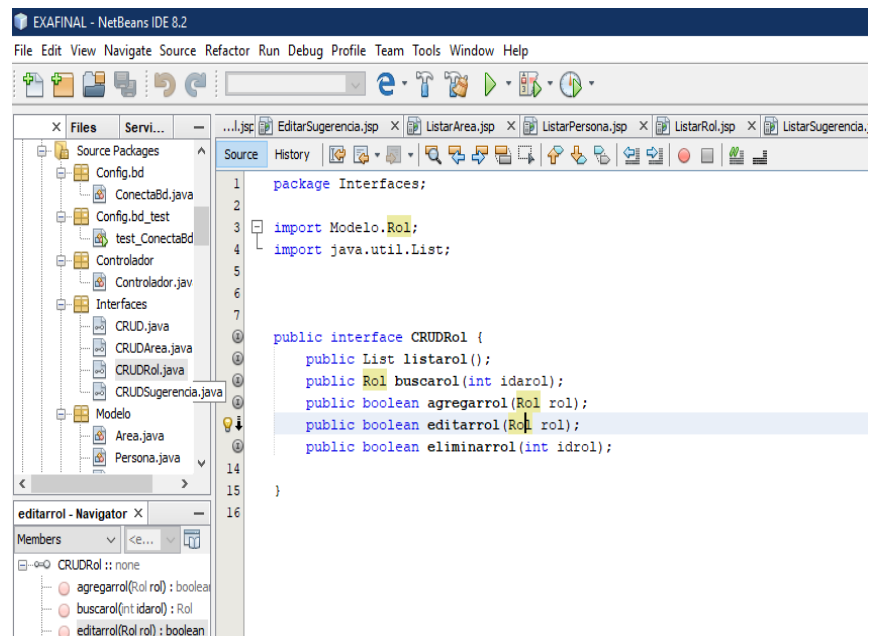 EXAFINAL - NetBeans IDE 8.2
File Edit View Navigate Source Refactor Run Debug Profile Team Tools Window Help
X Files Servi... –
Source Packages
Config.bd
ConectaBd.java
Config.bd_test
test_ConectaBd
Controlador
Controlador.jav
Interfaces
CRUD.java
CRUDArea.java
CRUDRol.java
CRUDSugerencia.java
Modelo
Area.java
Persona.java
editarrol - Navigator X –
Members <e...
CRUDRol :: none
agregarrol(Rol rol) : boolea
buscarol(int idarol) : Rol
editarrol(Rol rol) : boolean
...l.jsp EditarSugerencia.jsp X ListarArea.jsp X ListarPersona.jsp X ListarRol.jsp X ListarSugerencia.
Source History
1 package Interfaces;
2
3 import Modelo.Rol;
4 import java.util.List;
5
6
7
public interface CRUDRol {
public List listarol();
public Rol buscarol(int idarol);
public boolean agregarrol(Rol rol);
public boolean editarrol(Rol rol);
public boolean eliminarrol(int idrol);
14
15 }
16